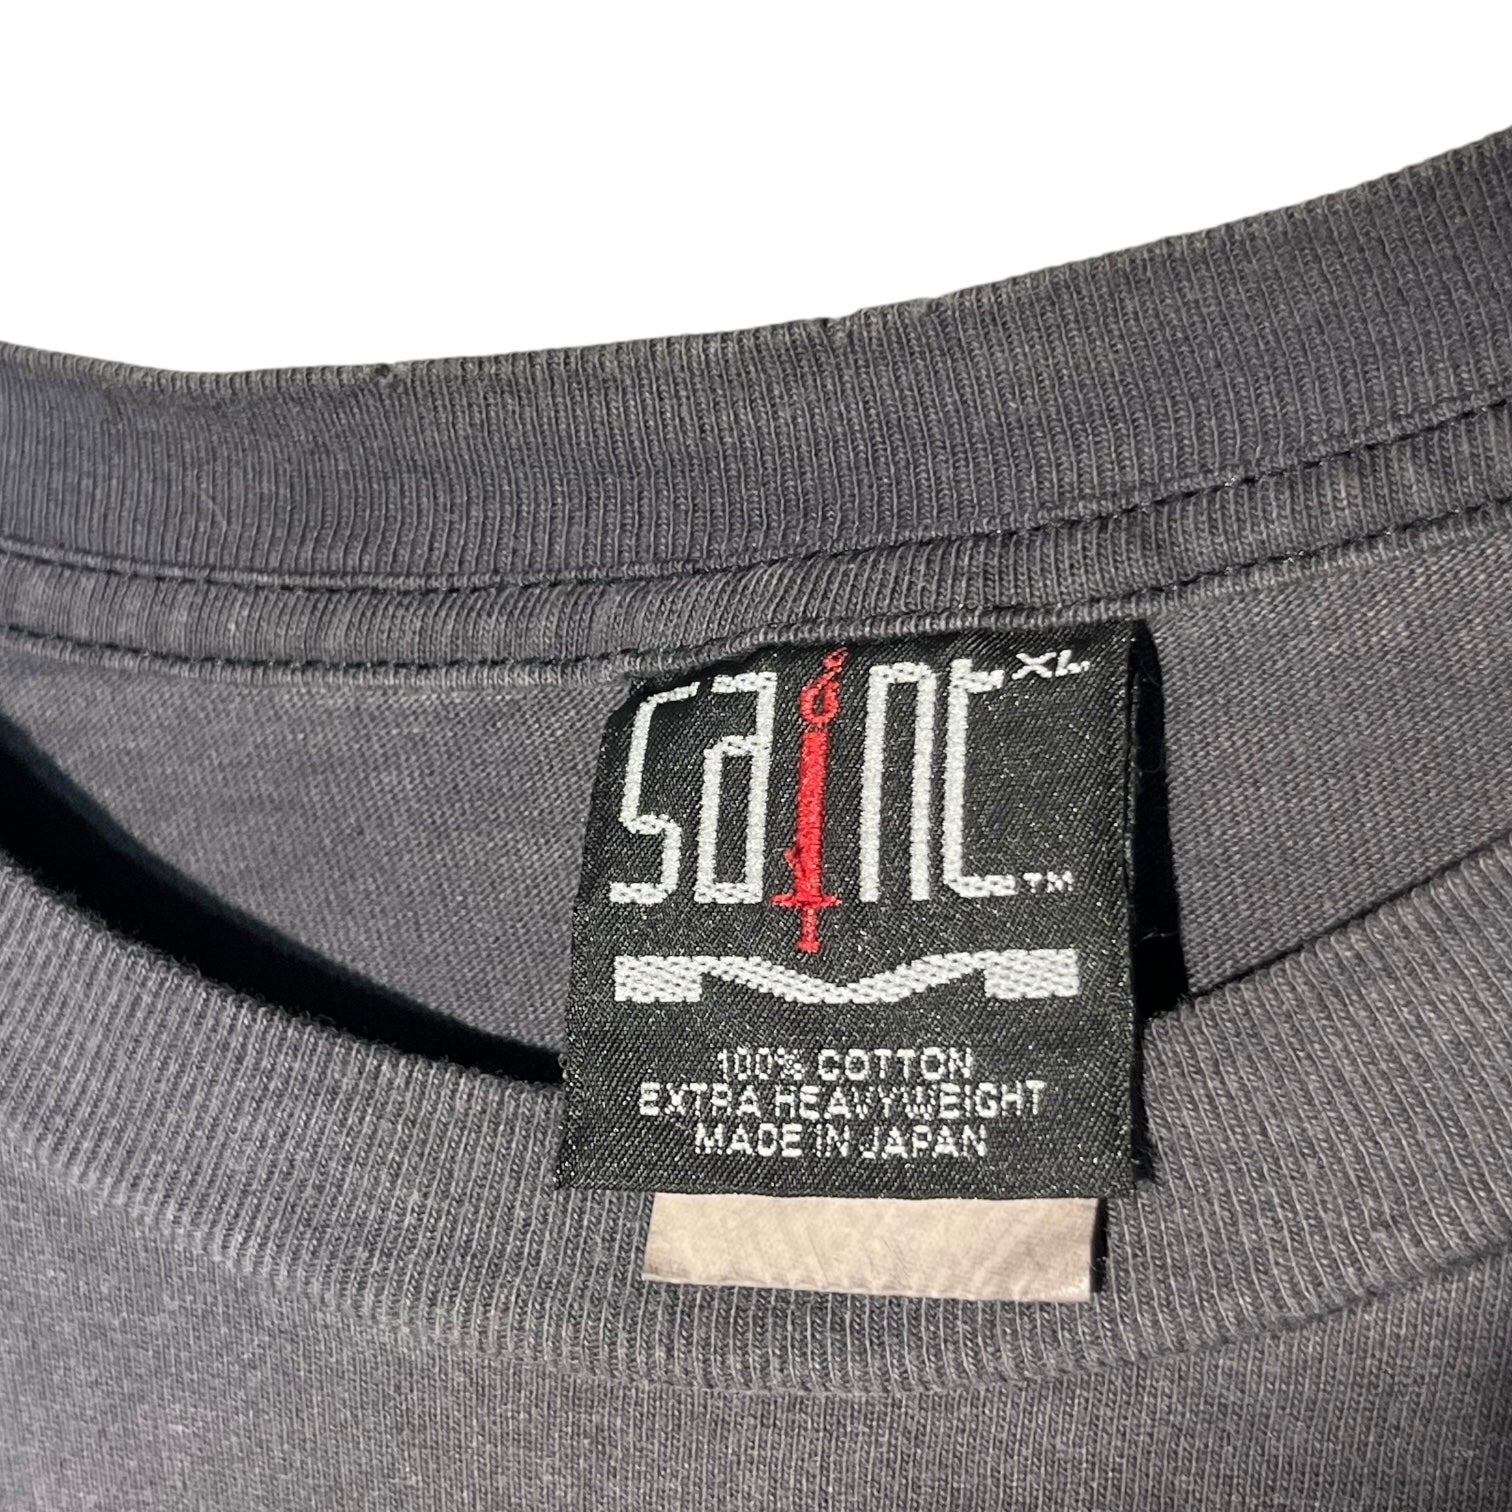 saint XL
TM
100% COTTON
EXTRA HEAVYWEIGHT
MADE IN JAPAN